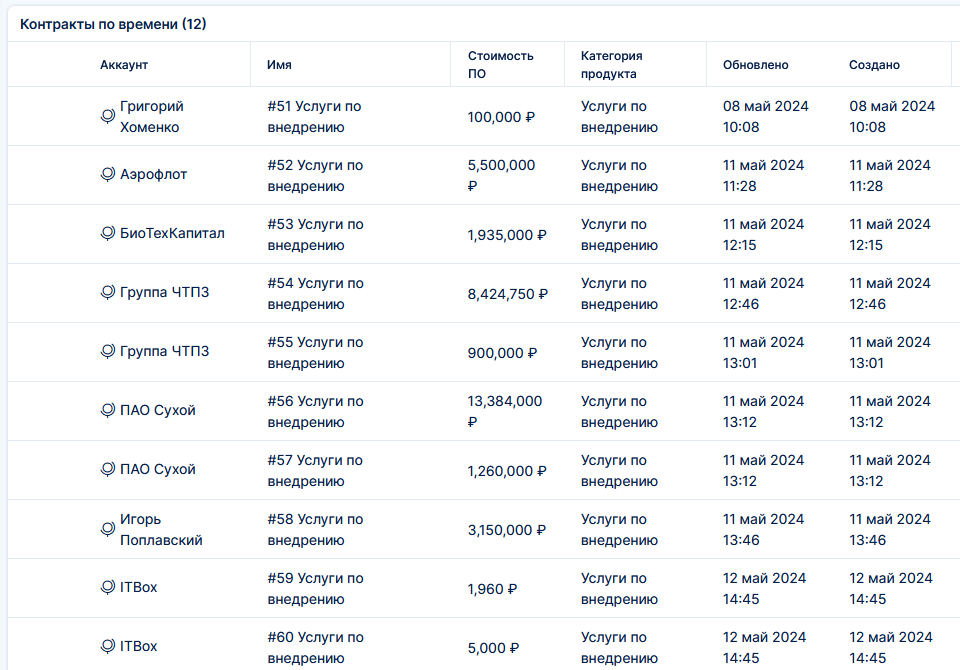 Контракты по времени (12)
Аккаунт Имя Стоимость ПО Категория продукта Обновлено Создано
Григорий Хоменко #51 Услуги по внедрению 100,000 ₽ Услуги по внедрению 08 май 2024 10:08 08 май 2024 10:08
Аэрофлот #52 Услуги по внедрению 5,500,000 ₽ Услуги по внедрению 11 май 2024 11:28 11 май 2024 11:28
БиоТехКапитал #53 Услуги по внедрению 1,935,000 ₽ Услуги по внедрению 11 май 2024 12:15 11 май 2024 12:15
Группа ЧТПЗ #54 Услуги по внедрению 8,424,750 ₽ Услуги по внедрению 11 май 2024 12:46 11 май 2024 12:46
Группа ЧТПЗ #55 Услуги по внедрению 900,000 ₽ Услуги по внедрению 11 май 2024 13:01 11 май 2024 13:01
ПАО Сухой #56 Услуги по внедрению 13,384,000 ₽ Услуги по внедрению 11 май 2024 13:12 11 май 2024 13:12
ПАО Сухой #57 Услуги по внедрению 1,260,000 ₽ Услуги по внедрению 11 май 2024 13:12 11 май 2024 13:12
Игорь Поплавский #58 Услуги по внедрению 3,150,000 ₽ Услуги по внедрению 11 май 2024 13:46 11 май 2024 13:46
ITBox #59 Услуги по внедрению 1,960 ₽ Услуги по внедрению 12 май 2024 14:45 12 май 2024 14:45
ITBox #60 Услуги по внедрению 5,000 ₽ Услуги по внедрению 12 май 2024 14:45 12 май 2024 14:45